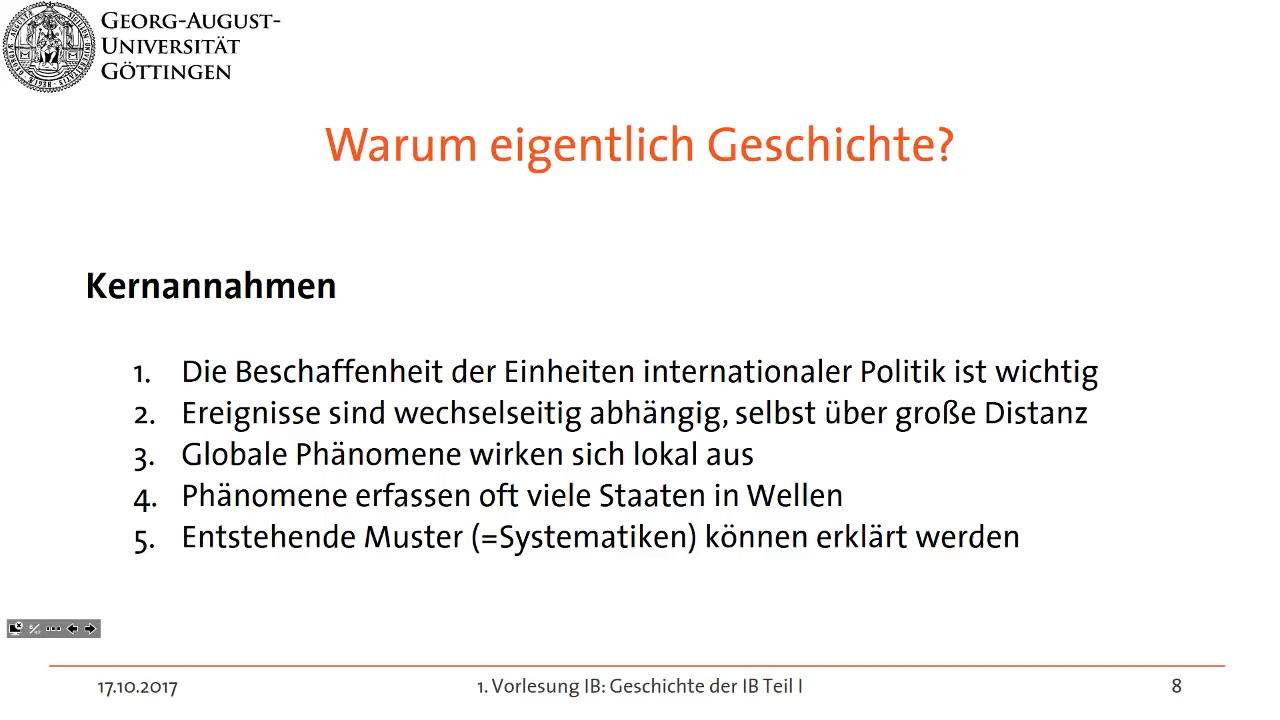 GEORG-AUGUST-
UNIVERSITÄT
GÖTTINGEN
Warum eigentlich Geschichte?
Kernannahmen
1. Die Beschaffenheit der Einheiten internationaler Politik ist wichtig
2. Ereignisse sind wechselseitig abhängig, selbst über große Distanz
3. Globale Phänomene wirken sich lokal aus
4. Phänomene erfassen oft viele Staaten in Wellen
5. Entstehende Muster (=Systematiken) können erklärt werden
17.10.2017 1. Vorlesung IB: Geschichte der IB Teil I 8